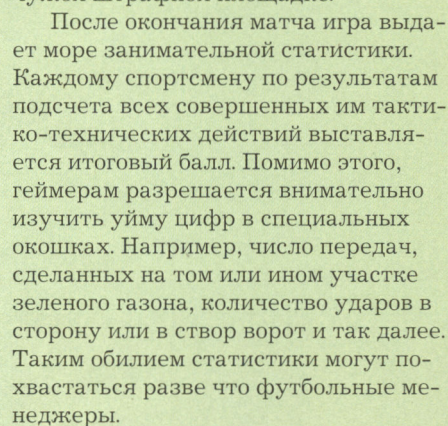 После окончания матча игра выда-
ет море занимательной статистики.
Каждому спортсмену по результатам
подсчета всех совершенных им такти-
ко-технических действий выставля-
ется итоговый балл. Помимо этого,
геймерам разрешается внимательно
изучить уйму цифр в специальных
окошках. Например, число передач,
сделанных на том или ином участке
зеленого газона, количество ударов в
сторону или в створ ворот и так далее.
Таким обилием статистики могут по-
хвастаться разве что футбольные ме-
неджеры.